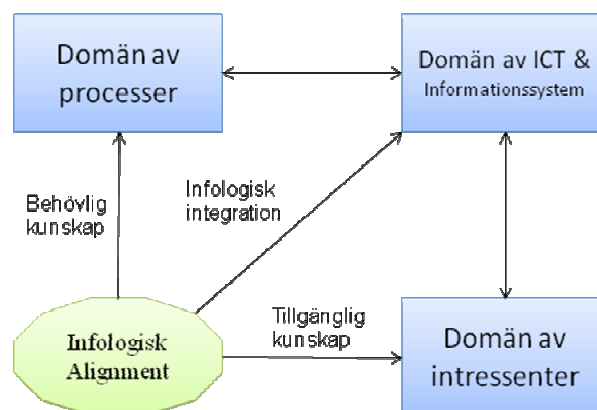 Domän av
processer
Domän av ICT &
Informationssystem
Behövlig
kunskap
Infologisk
integration
Infologisk
Alignment
Tillgänglig
kunskap
Domän av
intressenter